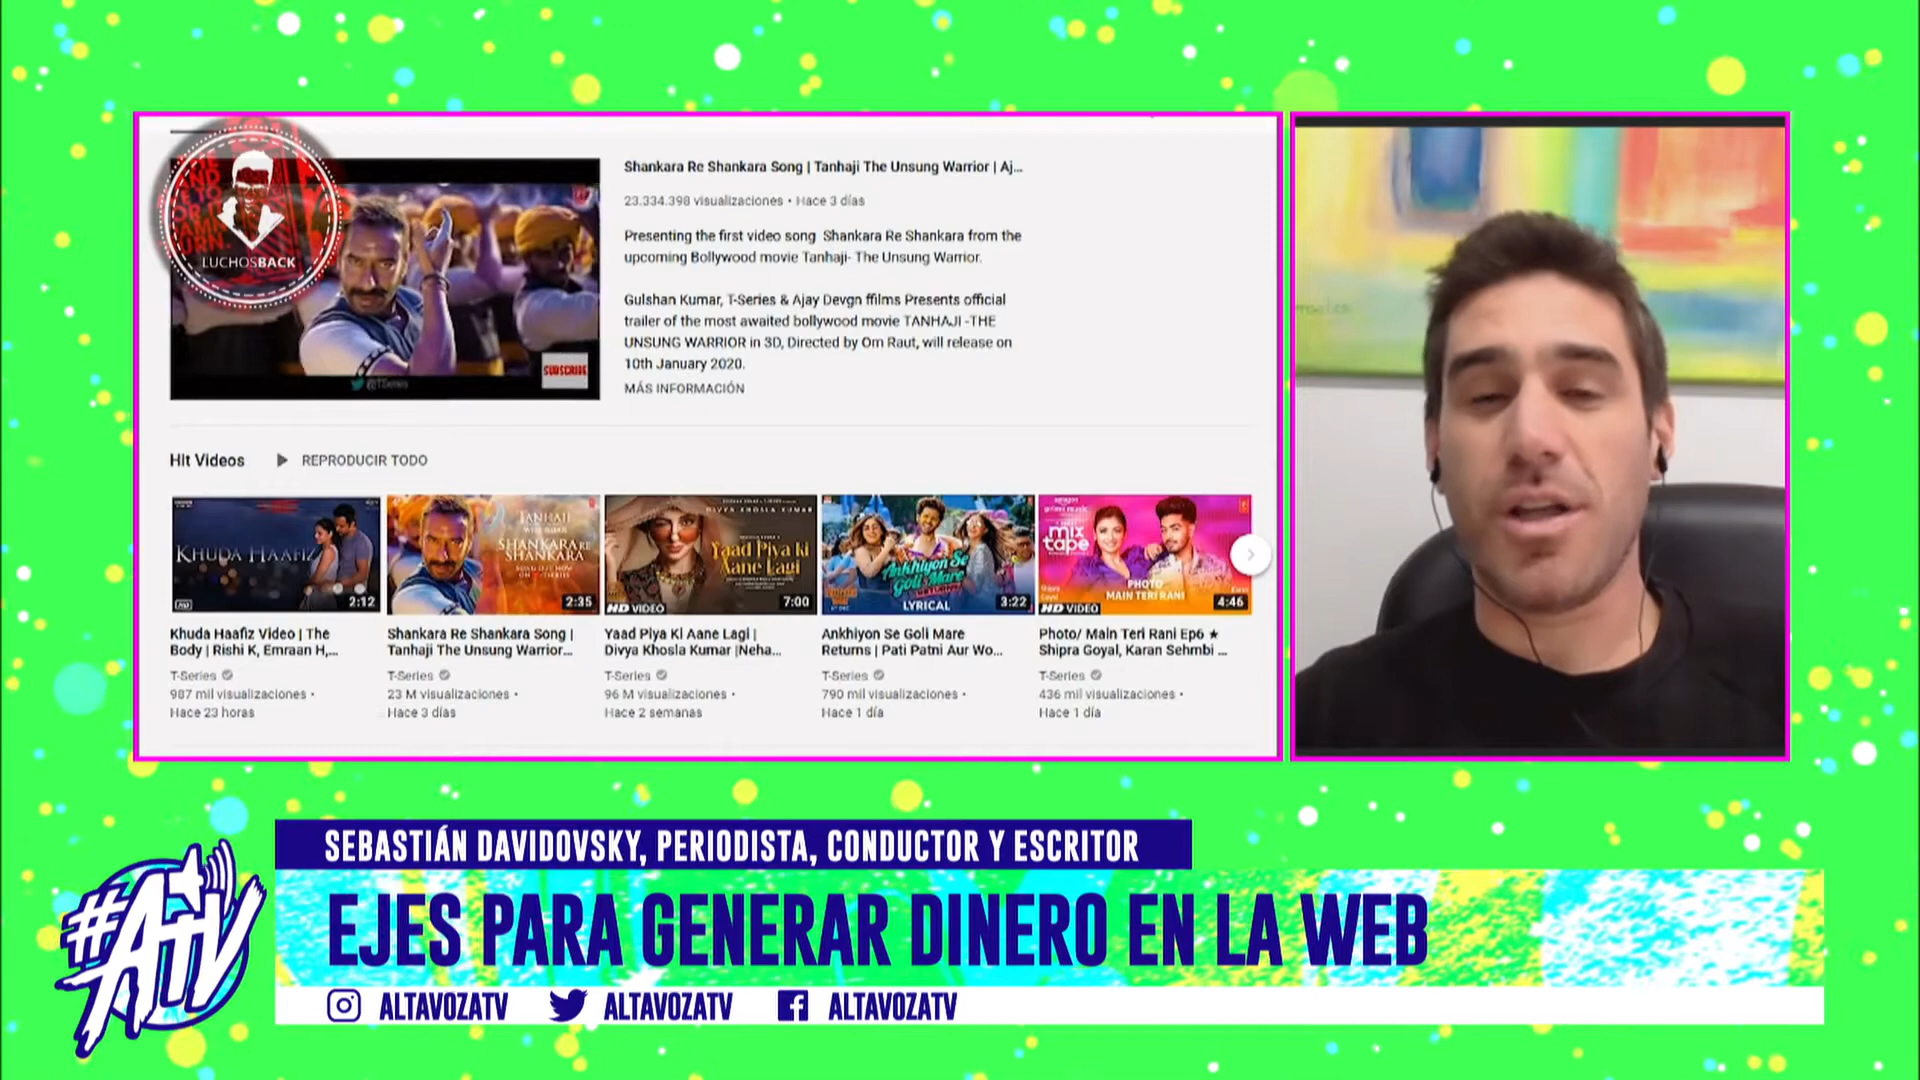 LUCHOSBACK
@TSeries
SUBSCRIBE
Shankara Re Shankara Song | Tanhaji The Unsung Warrior | Aj...
23.334.398 visualizaciones • Hace 3 días
Presenting the first video song Shankara Re Shankara from the
upcoming Bollywood movie Tanhaji- The Unsung Warrior.
Gulshan Kumar, T-Series & Ajay Devgn ffilms Presents official
trailer of the most awaited bollywood movie TANHAJI -THE
UNSUNG WARRIOR in 3D, Directed by Om Raut, will release on
10th January 2020.
MÁS INFORMACIÓN
Hit Videos
REPRODUCIR TODO
KHUDA HAAFIZ
2:12
TANHAJI
SHANKARA RE
SHANKARA
2:35
DIVYA KHOSLA KUMAR
Yaad Piya ki
Aane Lagi
HD VIDEO
7:00
Ankhiyon Se
Goli Mare
LYRICAL
3:22
mix
tape
PHOTO
MAIN TERI RANI
HD VIDEO
4:46
Khuda Haafiz Video | The
Body | Rishi K, Emraan H,...
T-Series
987 mil visualizaciones •
Hace 23 horas
Shankara Re Shankara Song |
Tanhaji The Unsung Warrior...
T-Series
23 M visualizaciones •
Hace 3 días
Yaad Piya Ki Aane Lagi |
Divya Khosla Kumar |Neha...
T-Series
96 M visualizaciones •
Hace 2 semanas
Ankhiyon Se Goli Mare
Returns | Pati Patni Aur Wo...
T-Series
790 mil visualizaciones •
Hace 1 día
Photo/ Main Teri Rani Ep6 ★
Shipra Goyal, Karan Sehmbi ...
T-Series
436 mil visualizaciones •
Hace 1 día
SEBASTIÁN DAVIDOVSKY, PERIODISTA, CONDUCTOR Y ESCRITOR
EJES PARA GENERAR DINERO EN LA WEB
#ATV
ALTAVOZATV
ALTAVOZATV
ALTAVOZATV